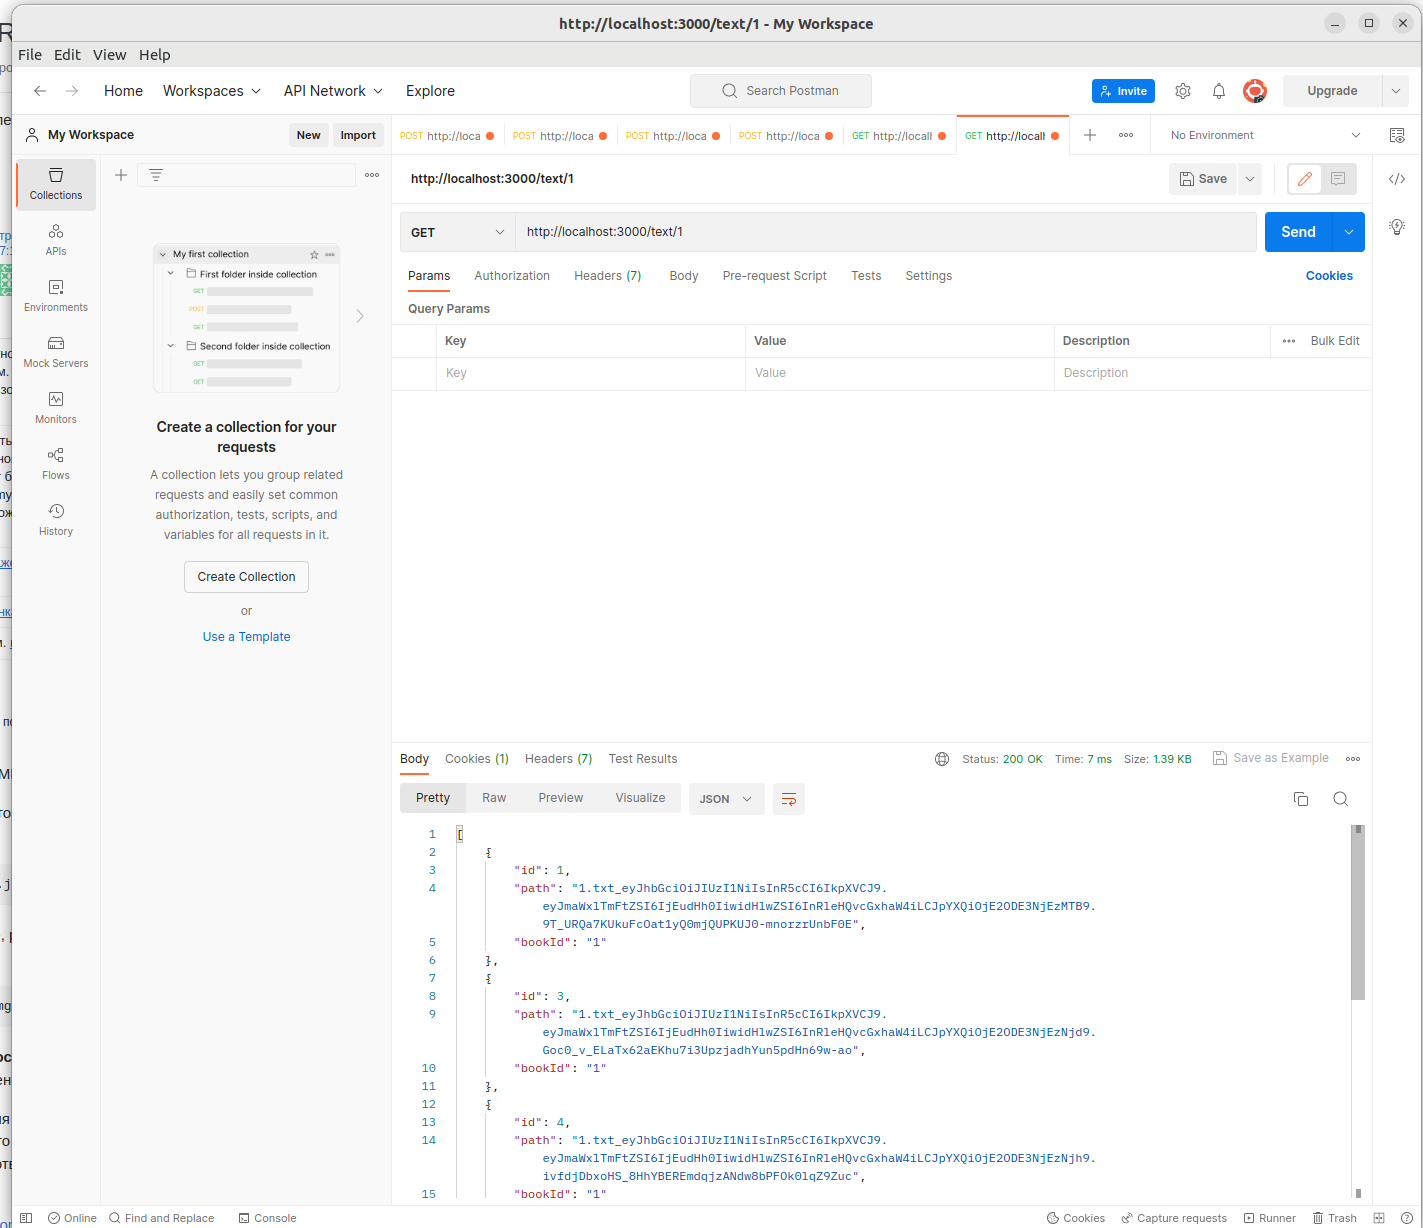 http://localhost:3000/text/1 - My Workspace
File Edit View Help
Home Workspaces API Network Explore
Search Postman
Invite
Upgrade
My Workspace
New Import
POST http://loca
POST http://loca
POST http://loca
POST http://loca
GET http://locall
GET http://locall
No Environment
Collections
APIs
Environments
Mock Servers
Monitors
Flows
History
My first collection
First folder inside collection
GET
POST
GET
Second folder inside collection
GET
GET
Create a collection for your
requests
A collection lets you group related
requests and easily set common
authorization, tests, scripts, and
variables for all requests in it.
Create Collection
or
Use a Template
http://localhost:3000/text/1
Save
GET http://localhost:3000/text/1
Send
Params Authorization Headers (7) Body Pre-request Script Tests Settings
Cookies
Query Params
Key Value Description
Bulk Edit
Key Value Description
Body Cookies (1) Headers (7) Test Results
Status: 200 OK Time: 7 ms Size: 1.39 KB Save as Example
Pretty Raw Preview Visualize JSON
1 [
2 {
3 "id": 1,
4 "path": "1.txt_eyJhbGciOiJIUzI1NiIsInR5cCI6IkpXVCJ9.
eyJmaWxlTmFtZSI6IjEudHh0IiwidHlwZSI6InRleHQvcGxhaW4iLCJpYXQiOjE2ODE3NjEzMTB9.
9T_URQa7KUkuFcOat1yQ0mjQUPKUJ0-mnorzrUnbF0E",
5 "bookId": "1"
6 },
7 {
8 "id": 3,
9 "path": "1.txt_eyJhbGciOiJIUzI1NiIsInR5cCI6IkpXVCJ9.
eyJmaWxlTmFtZSI6IjEudHh0IiwidHlwZSI6InRleHQvcGxhaW4iLCJpYXQiOjE2ODE3NjEzNjd9.
Goc0_v_ELaTx62aEKhu7i3UpzjadhYun5pdHn69w-ao",
10 "bookId": "1"
11 },
12 {
13 "id": 4,
14 "path": "1.txt_eyJhbGciOiJIUzI1NiIsInR5cCI6IkpXVCJ9.
eyJmaWxlTmFtZSI6IjEudHh0IiwidHlwZSI6InRleHQvcGxhaW4iLCJpYXQiOjE2ODE3NjEzNjh9.
ivfdjDbxoHS_8HhYBEREmdqjzANdw8bPFOk0lqZ9Zuc",
15 "bookId": "1"
Online Find and Replace Console
Cookies Capture requests Runner Trash